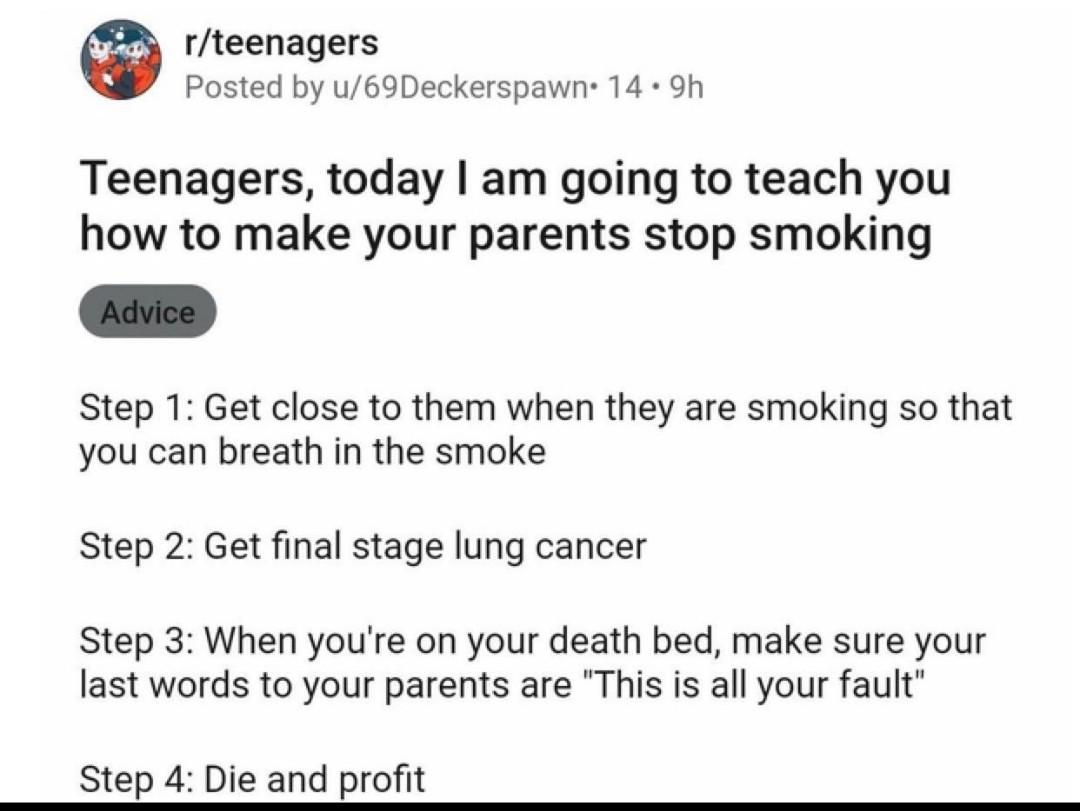 r/teenagers
Posted by u/69Deckerspawn• 14 • 9h
Teenagers, today I am going to teach you
how to make your parents stop smoking
Advice
Step 1: Get close to them when they are smoking so that
you can breath in the smoke
Step 2: Get final stage lung cancer
Step 3: When you're on your death bed, make sure your
last words to your parents are "This is all your fault"
Step 4: Die and profit